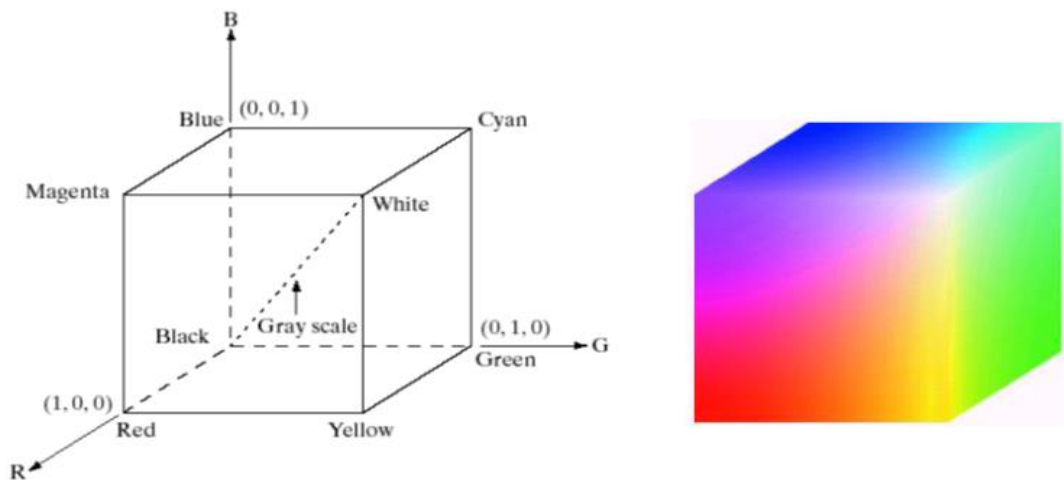 B
Blue
(0, 0, 1)
Cyan
Magenta
White
Black
Gray scale
(0, 1, 0)
G
Green
(1, 0, 0)
Red
Yellow
R